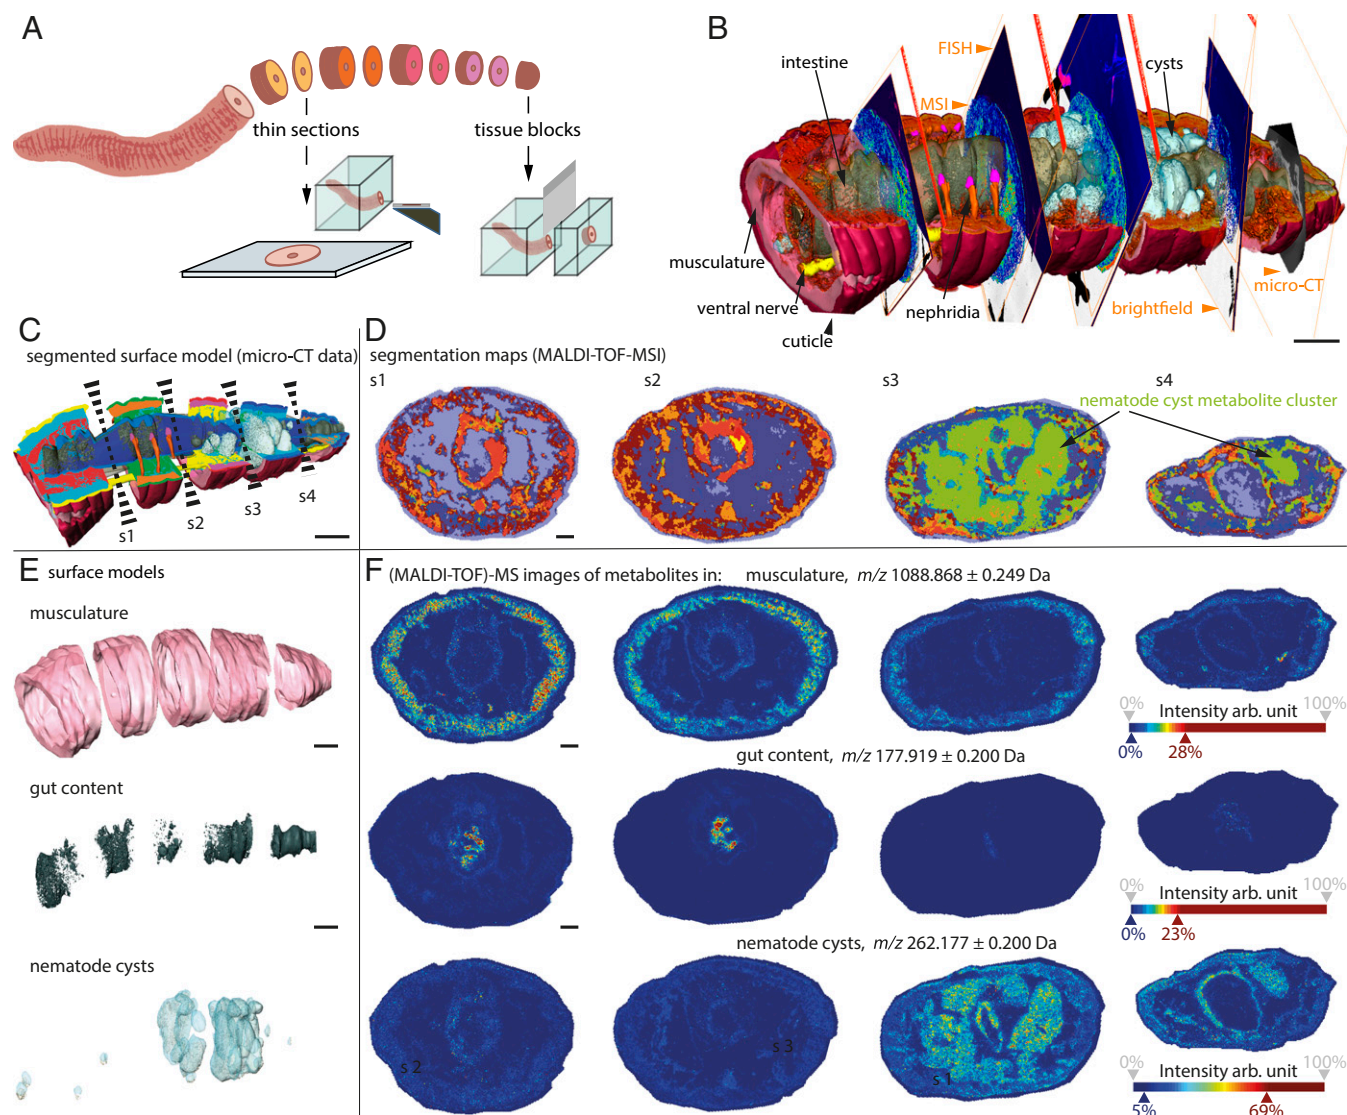 A
thin sections
tissue blocks
B
FISH
intestine
cysts
MSI
musculature
ventral nerve
nephridia
micro-CT
brightfield
cuticle
C
segmented surface model (micro-CT data)
s1
s2
s3
s4
D
segmentation maps (MALDI-TOF-MSI)
s1
s2
s3
s4
nematode cyst metabolite cluster
E surface models
musculature
gut content
nematode cysts
F (MALDI-TOF)-MS images of metabolites in: musculature, m/z 1088.868 ± 0.249 Da
0% 100%
Intensity arb. unit
0% 28%
gut content, m/z 177.919 ± 0.200 Da
0% 100%
Intensity arb. unit
0% 23%
nematode cysts, m/z 262.177 ± 0.200 Da
s 2
s 3
s 1
0% 100%
Intensity arb. unit
5% 69%